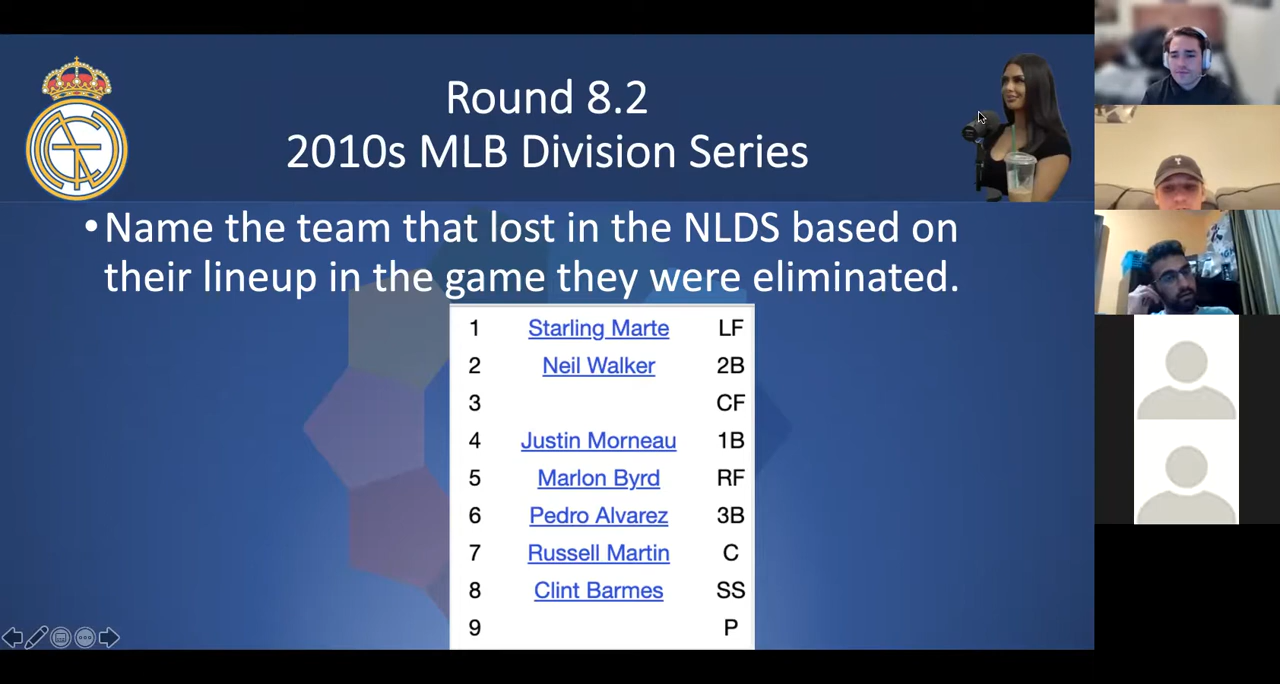 Round 8.2
2010s MLB Division Series
•Name the team that lost in the NLDS based on
their lineup in the game they were eliminated.
1 Starling Marte LF
2 Neil Walker 2B
3 CF
4 Justin Morneau 1B
5 Marlon Byrd RF
6 Pedro Alvarez 3B
7 Russell Martin C
8 Clint Barmes SS
9 P